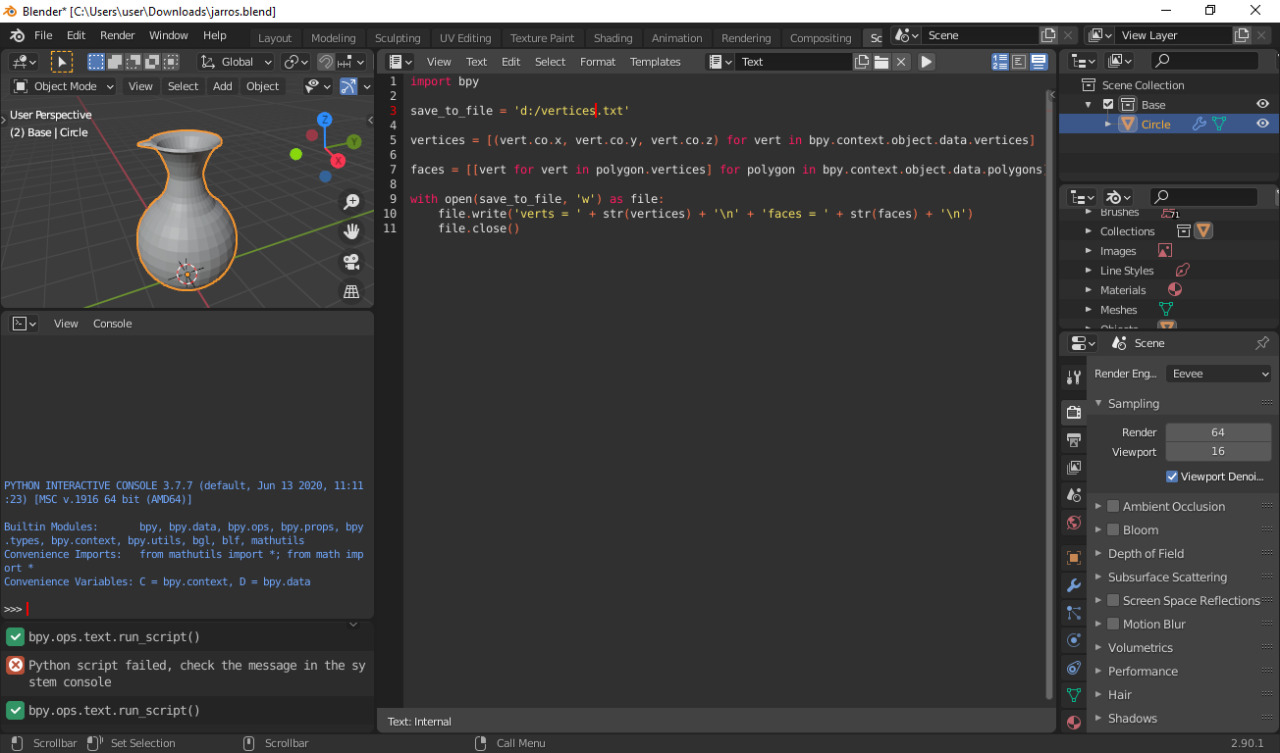 Blender* [C:\Users\user\Downloads\jarros.blend]
File Edit Render Window Help Layout Modeling Sculpting UV Editing Texture Paint Shading Animation Rendering Compositing Sc Scene View Layer
Global View Text Edit Select Format Templates Text
Object Mode View Select Add Object
User Perspective
(2) Base | Circle
Z
Y
X
1 import bpy
2
3 save_to_file = 'd:/vertices.txt'
4
5 vertices = [(vert.co.x, vert.co.y, vert.co.z) for vert in bpy.context.object.data.vertices]
6
7 faces = [[vert for vert in polygon.vertices] for polygon in bpy.context.object.data.polygons
8
9 with open(save_to_file, 'w') as file:
10 file.write('verts = ' + str(vertices) + '\n' + 'faces = ' + str(faces) + '\n')
11 file.close()
Text: Internal
View Console
PYTHON INTERACTIVE CONSOLE 3.7.7 (default, Jun 13 2020, 11:11
:23) [MSC v.1916 64 bit (AMD64)]
Builtin Modules: bpy, bpy.data, bpy.ops, bpy.props, bpy
.types, bpy.context, bpy.utils, bgl, blf, mathutils
Convenience Imports: from mathutils import *; from math imp
ort *
Convenience Variables: C = bpy.context, D = bpy.data
>>>
bpy.ops.text.run_script()
Python script failed, check the message in the sy
stem console
bpy.ops.text.run_script()
Scene Collection
Base
Circle
Brushes 71
Collections
Images
Line Styles
Materials
Meshes
Objects
Scene
Render Eng... Eevee
Sampling
Render 64
Viewport 16
Viewport Denoi...
Ambient Occlusion
Bloom
Depth of Field
Subsurface Scattering
Screen Space Reflections
Motion Blur
Volumetrics
Performance
Hair
Shadows
Scrollbar Set Selection Scrollbar Call Menu 2.90.1